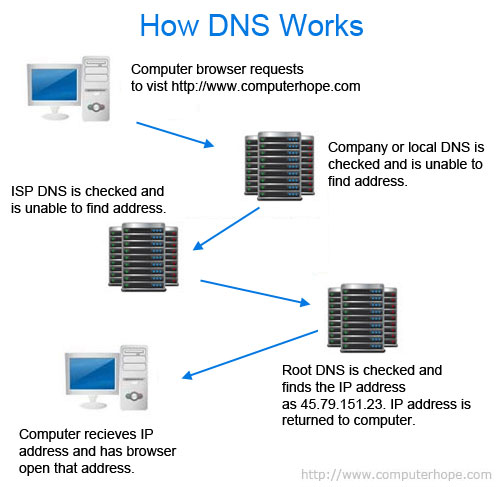 How DNS Works
Computer browser requests
to vist http://www.computerhope.com
Company or local DNS is
checked and is unable to
find address.
ISP DNS is checked and
is unable to find address.
Root DNS is checked and
finds the IP address
as 45.79.151.23. IP address is
returned to computer.
Computer recieves IP
address and has browser
open that address.
http://www.computerhope.com